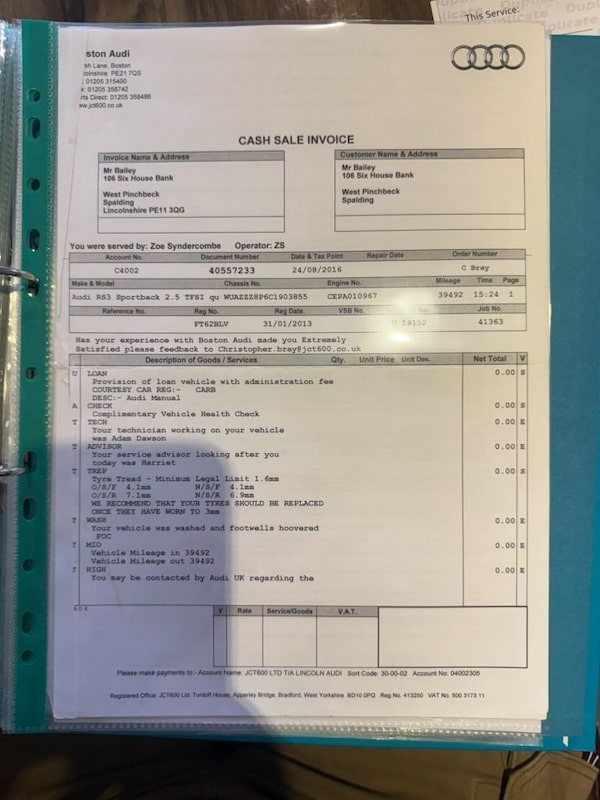 This Service:
ston Audi
sh Lane, Boston
colnshire PE21 7QS
: 01205 315400
x: 01205 358742
rts Direct: 01205 358486
ww.jct600.co.uk
CASH SALE INVOICE
Invoice Name & Address
Mr Bailey
106 Six House Bank
West Pinchbeck
Spalding
Lincolnshire PE11 3QG
Customer Name & Address
Mr Bailey
106 Six House Bank
West Pinchbeck
Spalding
You were served by: Zoe Syndercombe Operator: ZS
Account No. Document Number Date & Tax Point Repair Date Order Number
C4002 40557233 24/08/2016 C Bray
Make & Model Chassis No. Engine No. Mileage Time Page
Audi RS3 Sportback 2.5 TFSI qu WUAZZZ8P6C1903855 CEPA010967 39492 15:24 1
Reference No. Reg No. Reg Date. VSB No. No. Job No.
FT62BLV 31/01/2013 19152 41363
Has your experience with Boston Audi made you Extremely
Satisfied please feedback to Christopher.bray@jct600.co.uk
Description of Goods / Services Qty. Unit Price Unit Des. Net Total V
U LOAN 0.00 S
Provision of loan vehicle with administration fee
COURTESY CAR REG:- CARB
DESC:- Audi Manual
A CHECK 0.00 S
Complimentary Vehicle Health Check
T TECH 0.00 E
Your technician working on your vehicle
was Adam Dawson
T ADVISOR 0.00 E
Your service advisor looking after you
today was Harriet
T TREP 0.00 S
Tyre Tread - Minimum Legal Limit 1.6mm
O/S/F 4.1mm N/S/F 4.1mm
O/S/R 7.1mm N/S/R 6.9mm
WE RECOMMEND THAT YOUR TYRES SHOULD BE REPLACED
ONCE THEY HAVE WORN TO 3mm
T WASH 0.00 E
Your vehicle was washed and footwells hoovered
FOC
T MIO 0.00 E
Vehicle Mileage in 39492
Vehicle Mileage out 39492
T HIGH 0.00 E
You may be contacted by Audi UK regarding the
E O E
V Rate Service/Goods V.A.T.
Please make payments to:- Account Name: JCT600 LTD T/A LINCOLN AUDI Sort Code: 30-00-02 Account No: 04002305
Registered Office: JCT600 Ltd. Tordoff House, Apperley Bridge, Bradford, West Yorkshire BD10 0PQ Reg No. 413250 VAT No. 500 3173 11